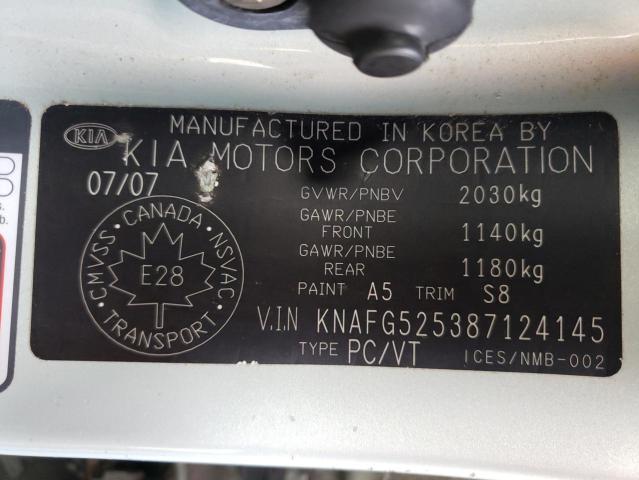 KIA
MANUFACTURED IN KOREA BY
KIA MOTORS CORPORATION
07/07
GVWR/PNBV 2030kg
GAWR/PNBE FRONT 1140kg
GAWR/PNBE REAR 1180kg
PAINT A5 TRIM S8
CMVSS · CANADA · NSVAC
E28
TRANSPORT
V.I.N KNAFG525387124145
TYPE PC/VT ICES/NMB-002
s.
b.